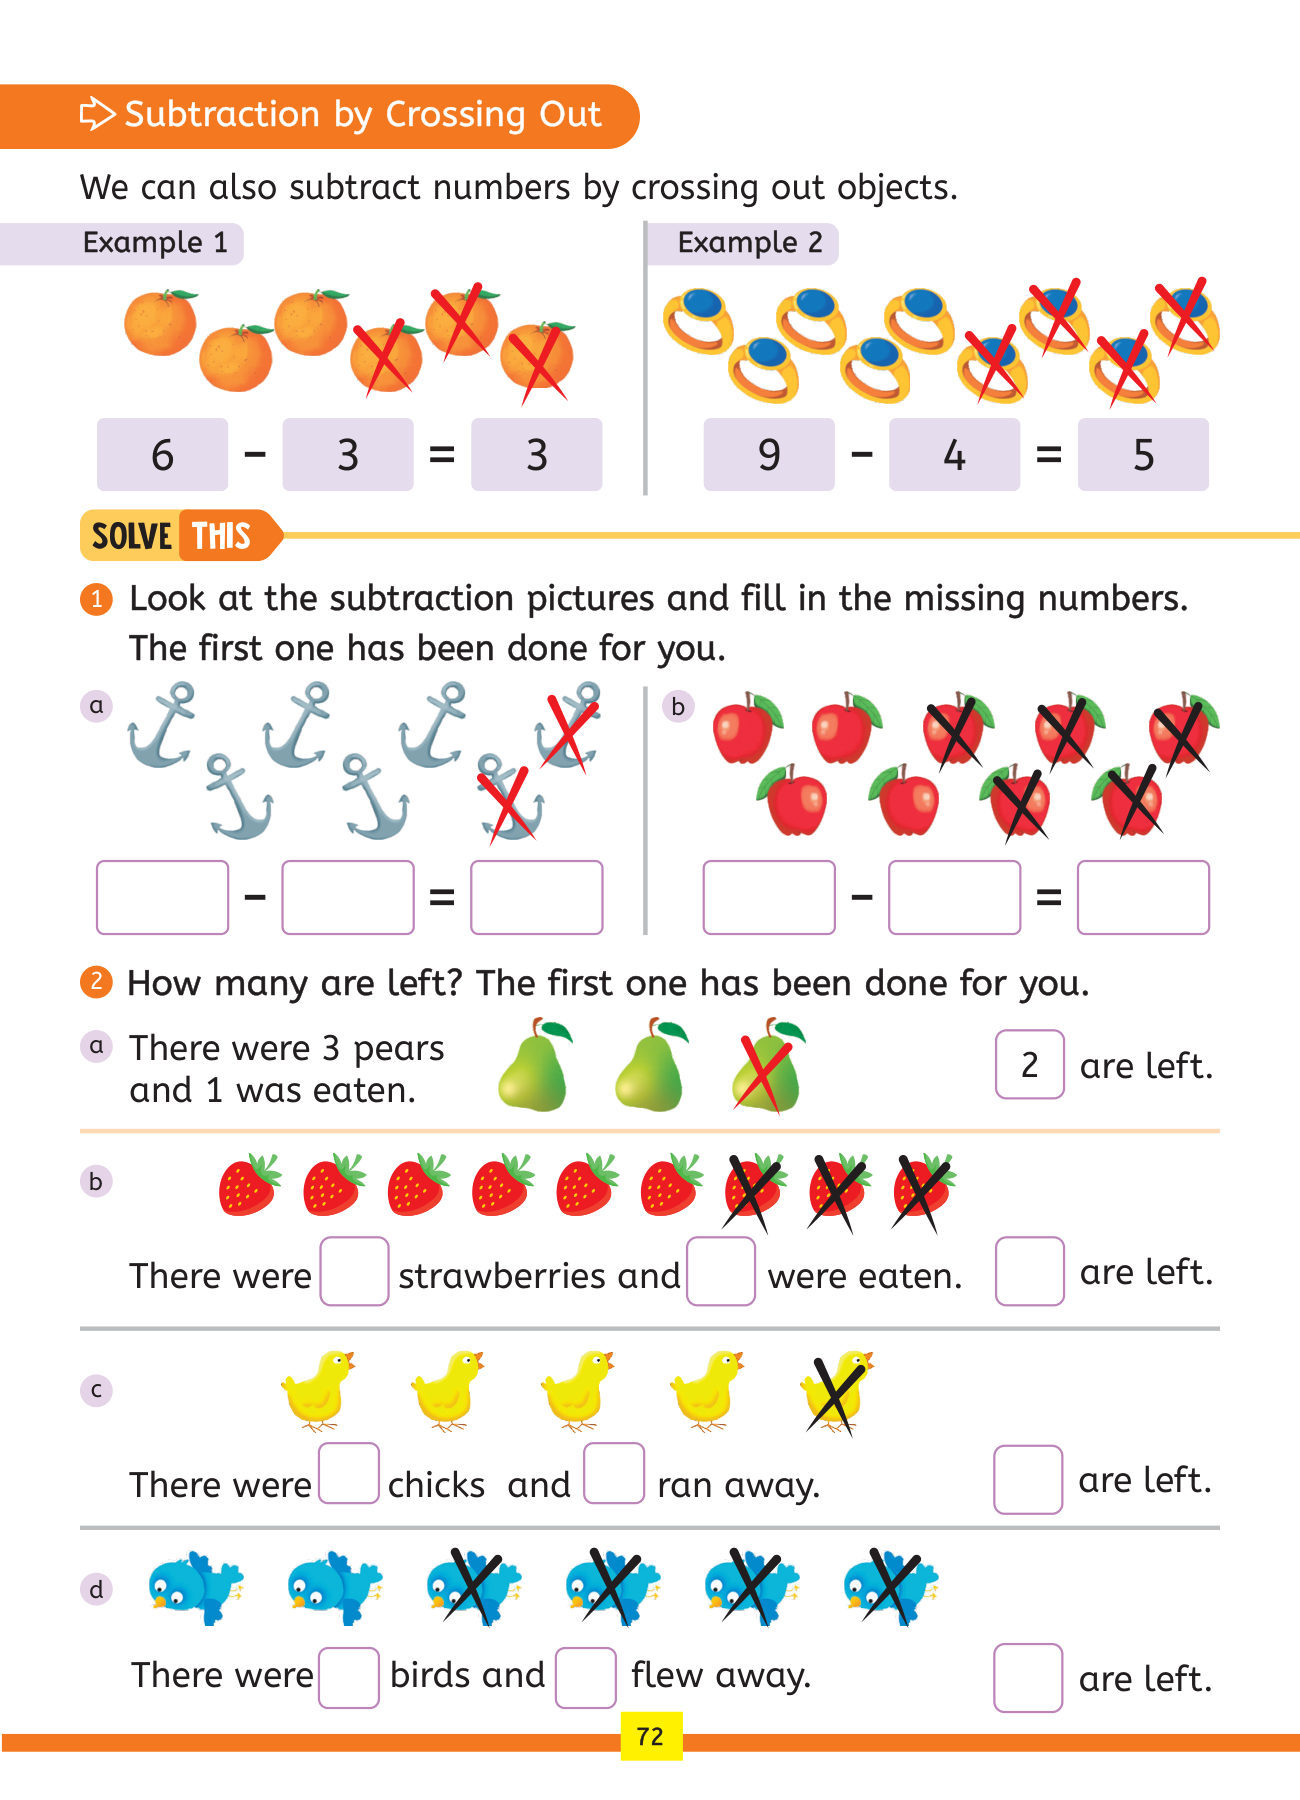 Subtraction by Crossing Out
We can also subtract numbers by crossing out objects.
Example 1
6 - 3 = 3
Example 2
9 - 4 = 5
SOLVE THIS
1 Look at the subtraction pictures and fill in the missing numbers.
The first one has been done for you.
a
- =
b
- =
2 How many are left? The first one has been done for you.
a There were 3 pears
and 1 was eaten.
2 are left.
b
There were strawberries and were eaten. are left.
c
There were chicks and ran away. are left.
d
There were birds and flew away. are left.
72